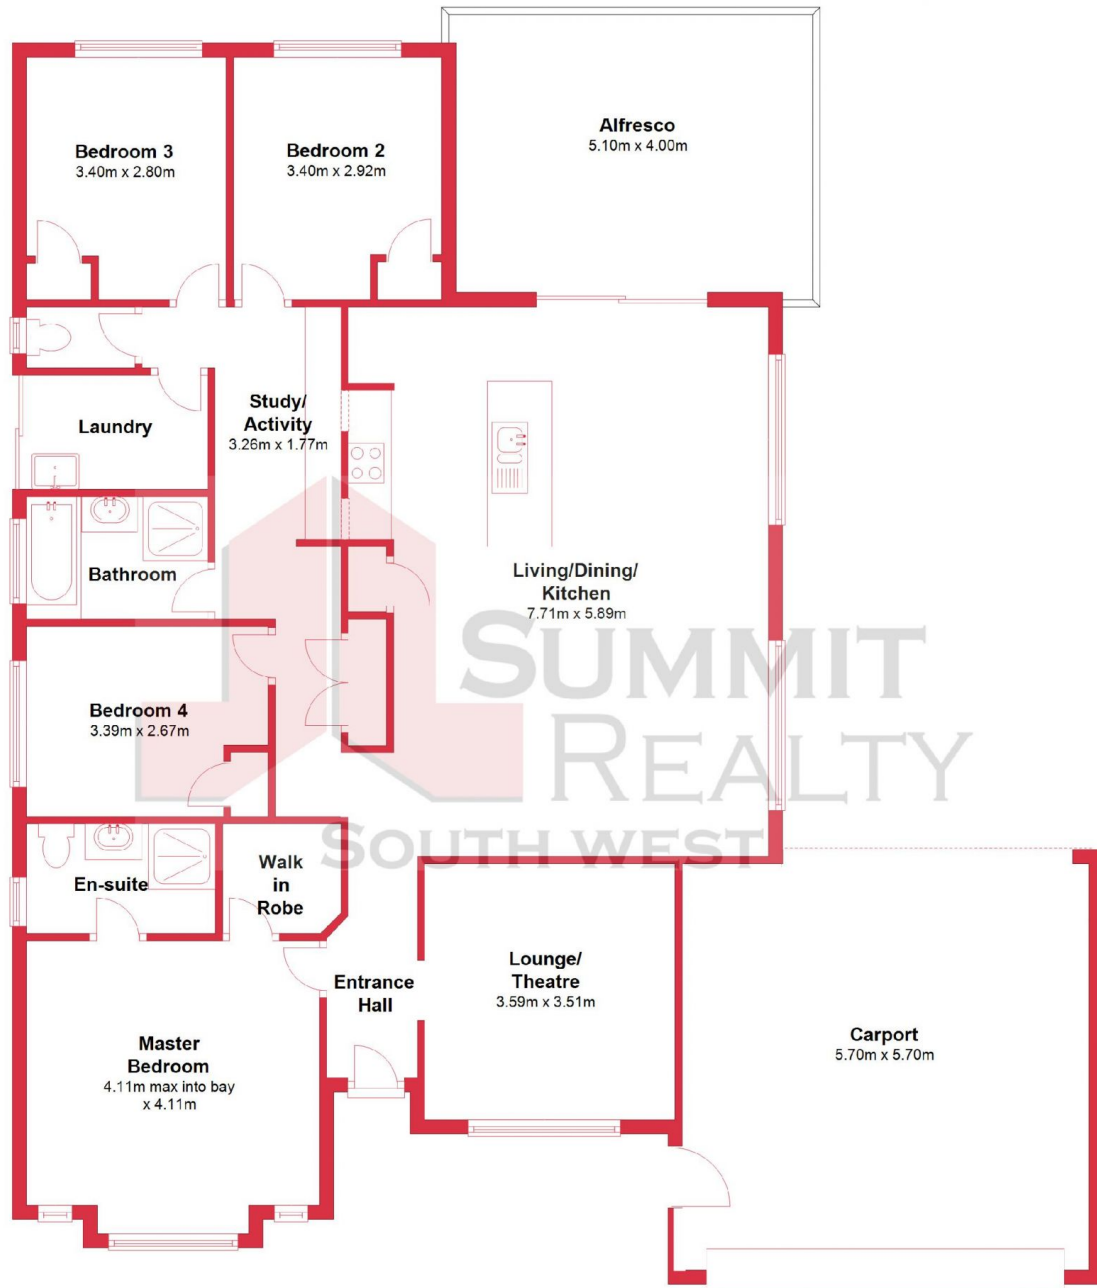 Bedroom 3
3.40m x 2.80m
Bedroom 2
3.40m x 2.92m
Alfresco
5.10m x 4.00m
Study/
Activity
3.26m x 1.77m
Laundry
Bathroom
Living/Dining/
Kitchen
7.71m x 5.89m
Bedroom 4
3.39m x 2.67m
SUMMIT
REALTY
SOUTH WEST
En-suite
Walk
in
Robe
Entrance
Hall
Lounge/
Theatre
3.59m x 3.51m
Master
Bedroom
4.11m max into bay
x 4.11m
Carport
5.70m x 5.70m